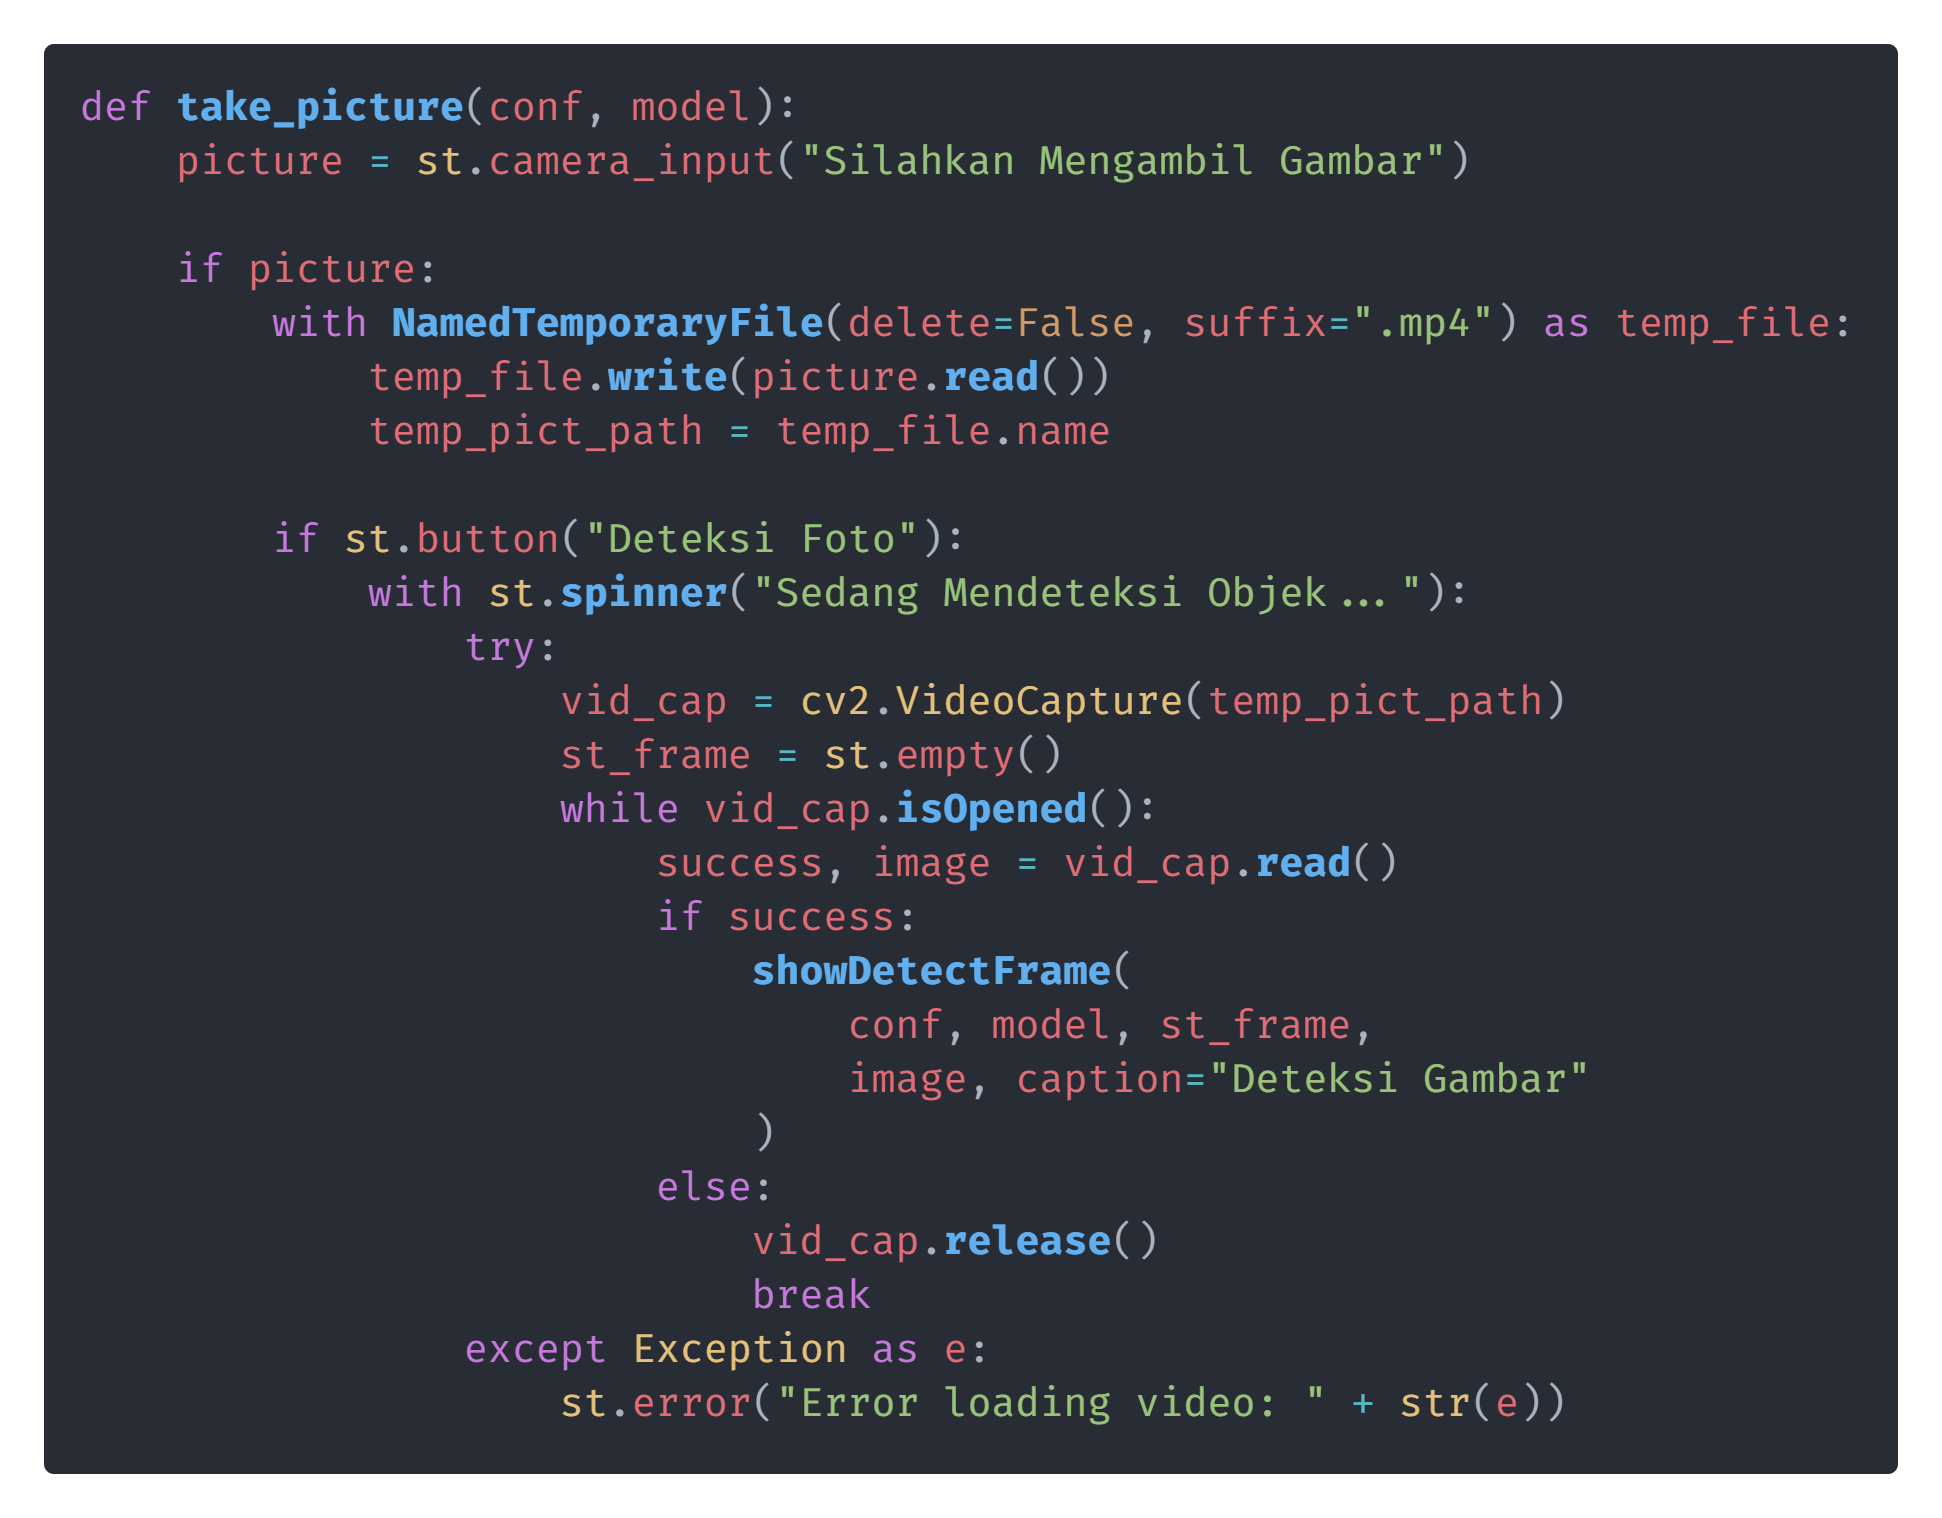 def take_picture(conf, model):
    picture = st.camera_input("Silahkan Mengambil Gambar")

    if picture:
        with NamedTemporaryFile(delete=False, suffix=".mp4") as temp_file:
            temp_file.write(picture.read())
            temp_pict_path = temp_file.name

        if st.button("Deteksi Foto"):
            with st.spinner("Sedang Mendeteksi Objek..."):
                try:
                    vid_cap = cv2.VideoCapture(temp_pict_path)
                    st_frame = st.empty()
                    while vid_cap.isOpened():
                        success, image = vid_cap.read()
                        if success:
                            showDetectFrame(
                                conf, model, st_frame,
                                image, caption="Deteksi Gambar"
                            )
                        else:
                            vid_cap.release()
                            break
                except Exception as e:
                    st.error("Error loading video: " + str(e))